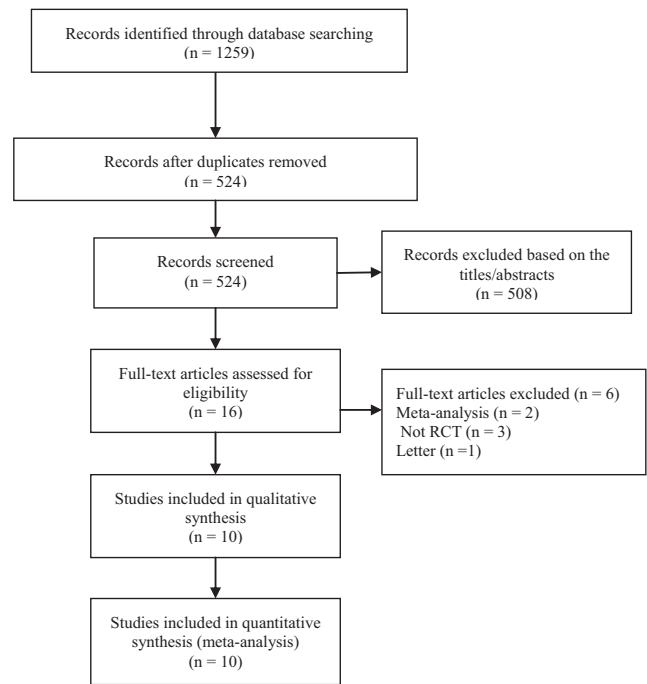 Records identified through database searching
(n = 1259)
Records after duplicates removed
(n = 524)
Records screened
(n = 524)
Records excluded based on the
titles/abstracts
(n = 508)
Full-text articles assessed for
eligibility
(n = 16)
Full-text articles excluded (n = 6)
Meta-analysis (n = 2)
Not RCT (n = 3)
Letter (n =1)
Studies included in qualitative
synthesis
(n = 10)
Studies included in quantitative
synthesis (meta-analysis)
(n = 10)